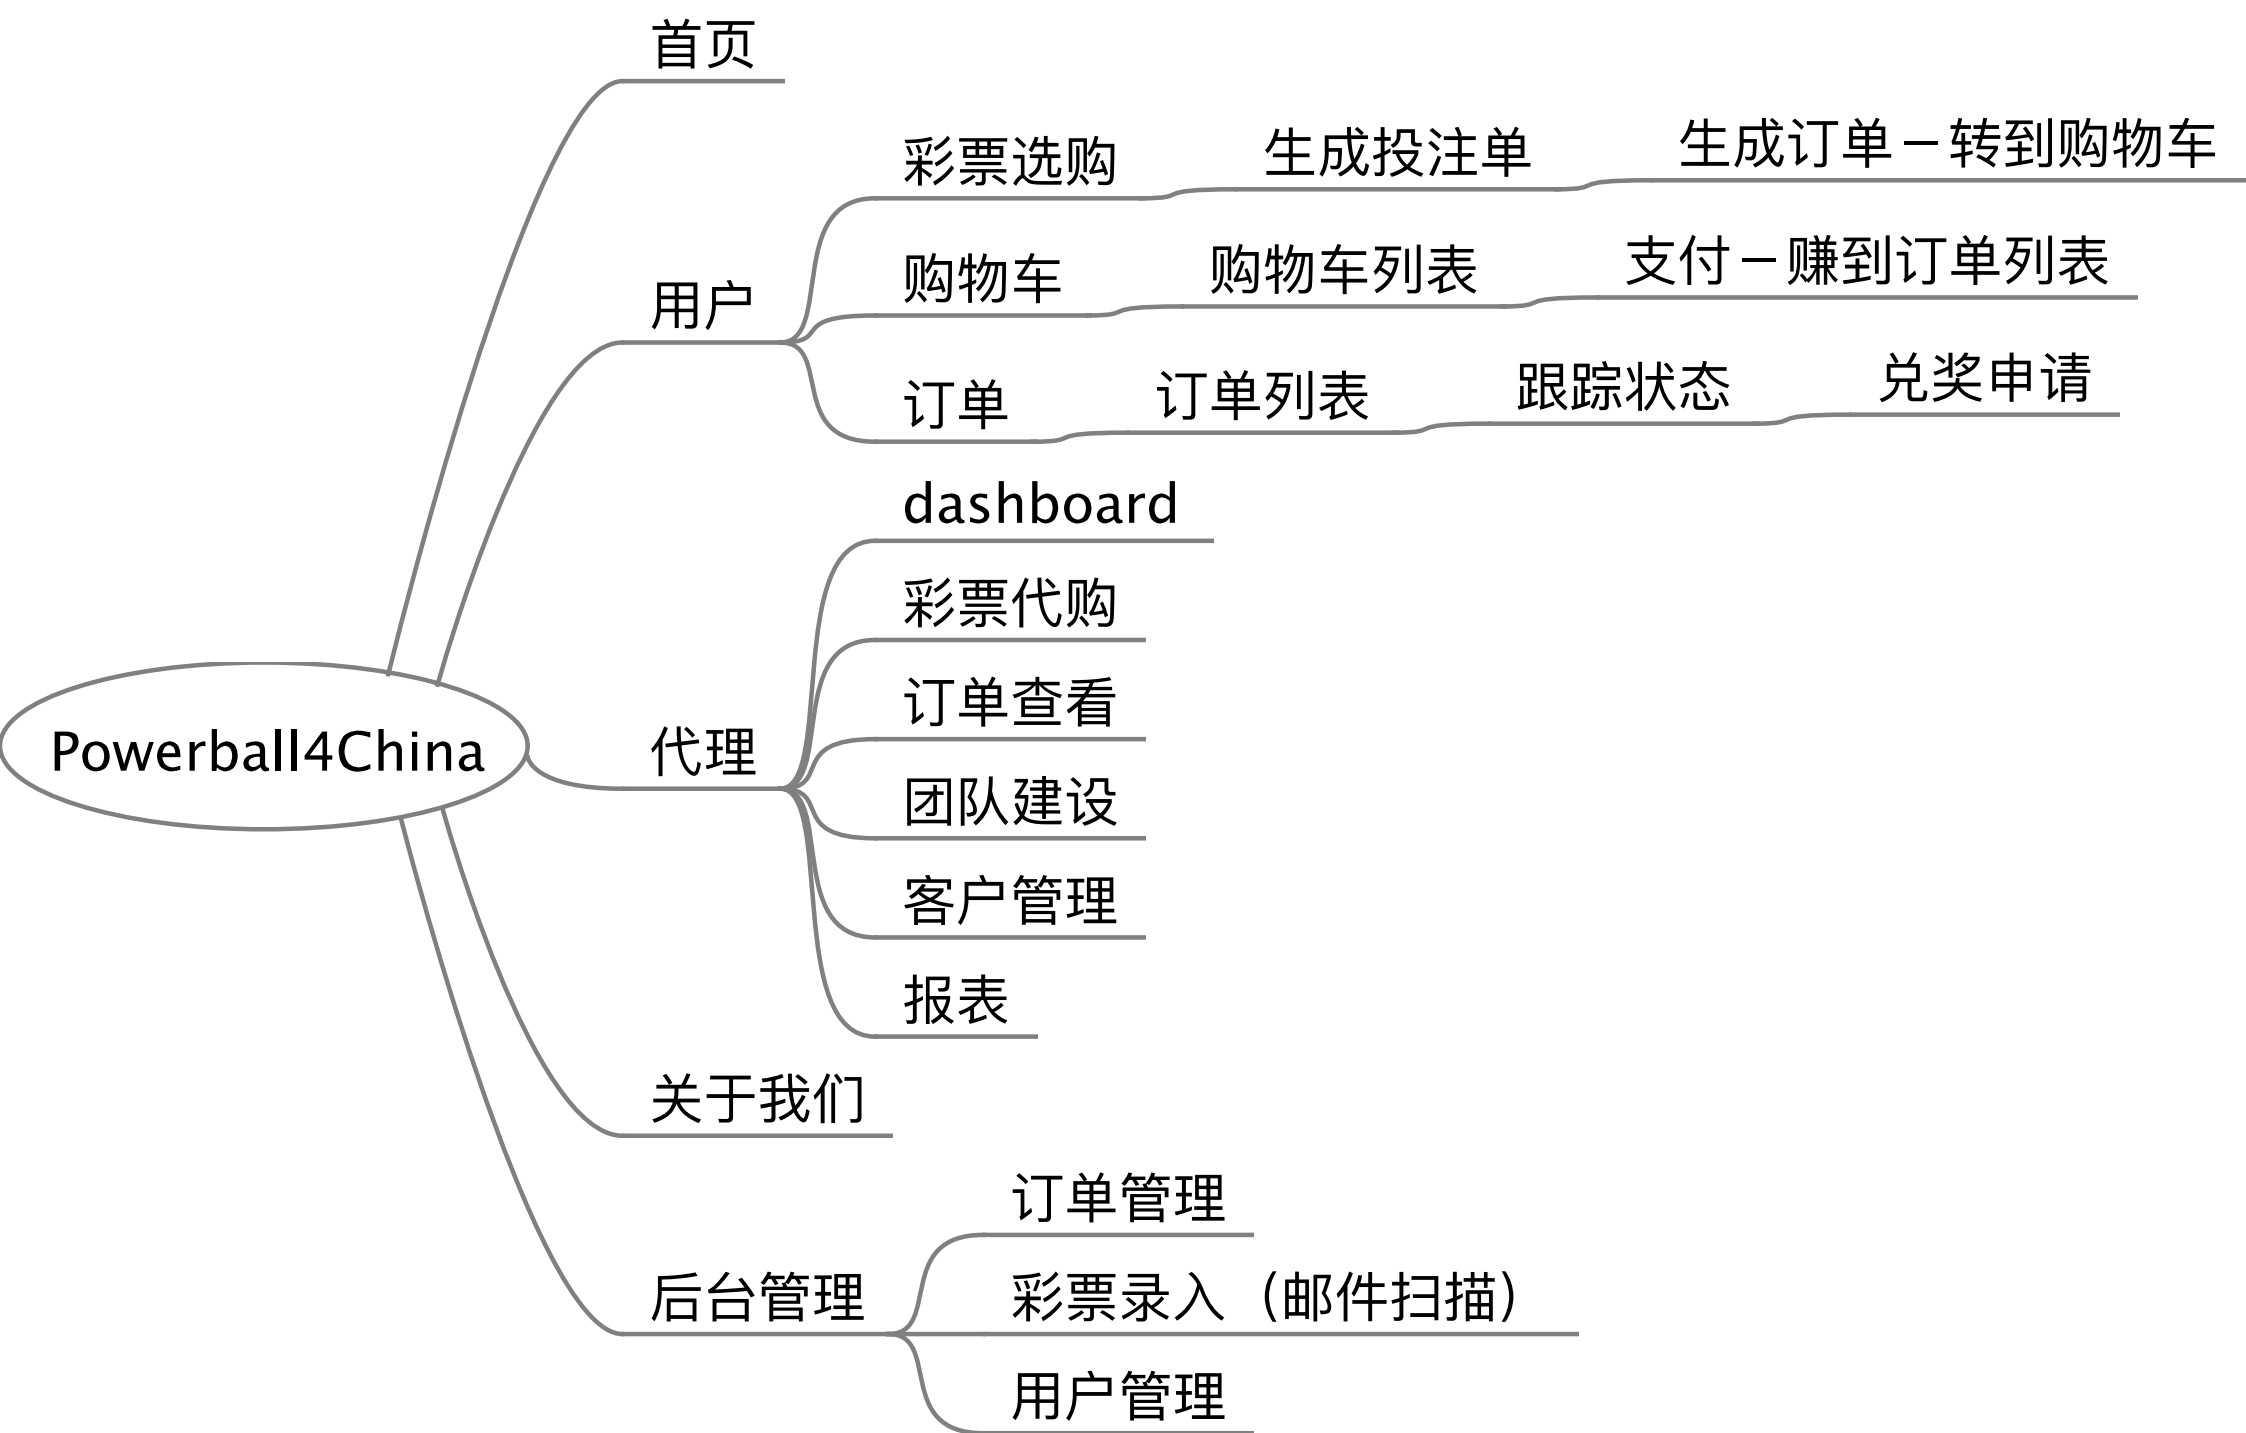 首页
彩票选购
生成投注单
生成订单－转到购物车
用户
购物车
购物车列表
支付－赚到订单列表
订单
订单列表
跟踪状态
兑奖申请
dashboard
彩票代购
订单查看
Powerball4China
代理
团队建设
客户管理
报表
关于我们
订单管理
后台管理
彩票录入（邮件扫描）
用户管理